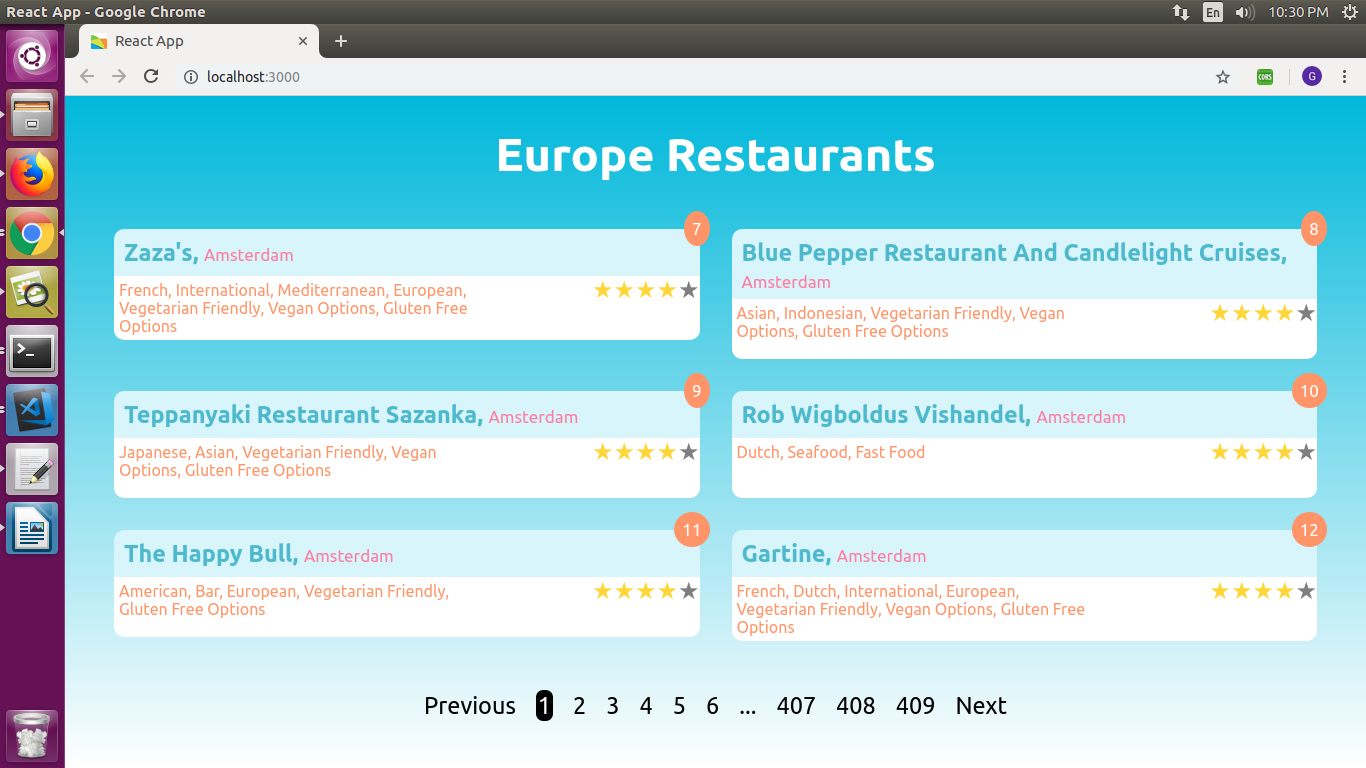 React App - Google Chrome
En
10:30 PM
React App
localhost:3000
CORS
G
Europe Restaurants
7
Zaza's, Amsterdam
French, International, Mediterranean, European,
Vegetarian Friendly, Vegan Options, Gluten Free
Options
8
Blue Pepper Restaurant And Candlelight Cruises,
Amsterdam
Asian, Indonesian, Vegetarian Friendly, Vegan
Options, Gluten Free Options
9
Teppanyaki Restaurant Sazanka, Amsterdam
Japanese, Asian, Vegetarian Friendly, Vegan
Options, Gluten Free Options
10
Rob Wigboldus Vishandel, Amsterdam
Dutch, Seafood, Fast Food
11
The Happy Bull, Amsterdam
American, Bar, European, Vegetarian Friendly,
Gluten Free Options
12
Gartine, Amsterdam
French, Dutch, International, European,
Vegetarian Friendly, Vegan Options, Gluten Free
Options
Previous 1 2 3 4 5 6 ... 407 408 409 Next